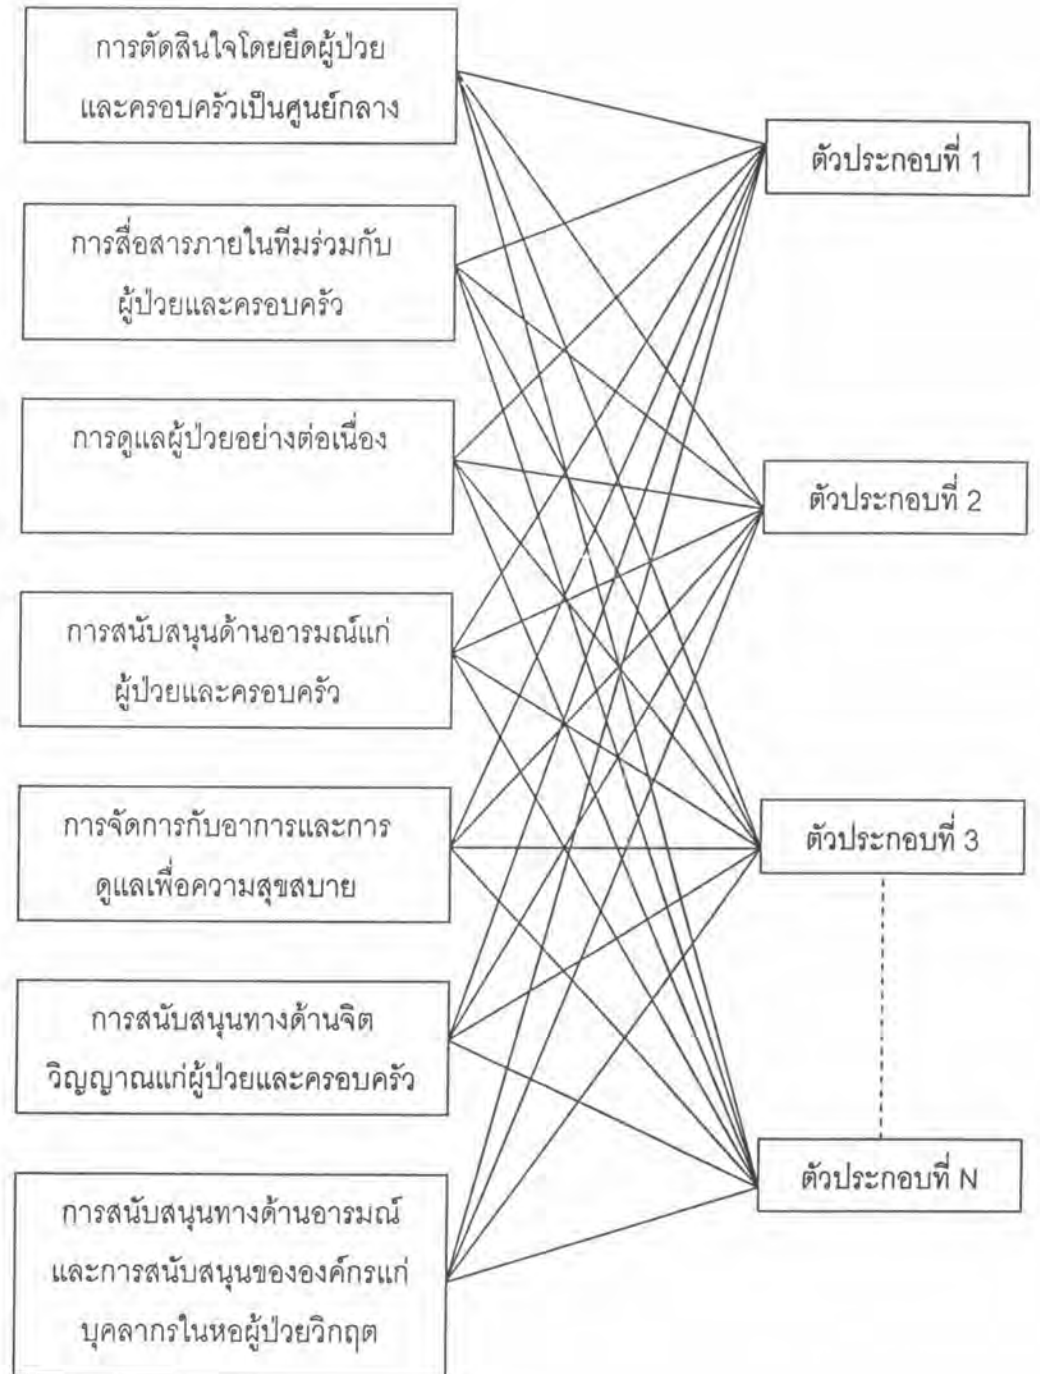 การตัดสินใจโดยยึดผู้ป่วย
และครอบครัวเป็นศูนย์กลาง
ตัวประกอบที่ 1
การสื่อสารภายในทีมร่วมกับ
ผู้ป่วยและครอบครัว
การดูแลผู้ป่วยอย่างต่อเนื่อง
ตัวประกอบที่ 2
การสนับสนุนด้านอารมณ์แก่
ผู้ป่วยและครอบครัว
การจัดการกับอาการและการ
ดูแลเพื่อความสุขสบาย
ตัวประกอบที่ 3
การสนับสนุนทางด้านจิต
วิญญาณแก่ผู้ป่วยและครอบครัว
ตัวประกอบที่ N
การสนับสนุนทางด้านอารมณ์
และการสนับสนุนขององค์กรแก่
บุคลากรในหอผู้ป่วยวิกฤต